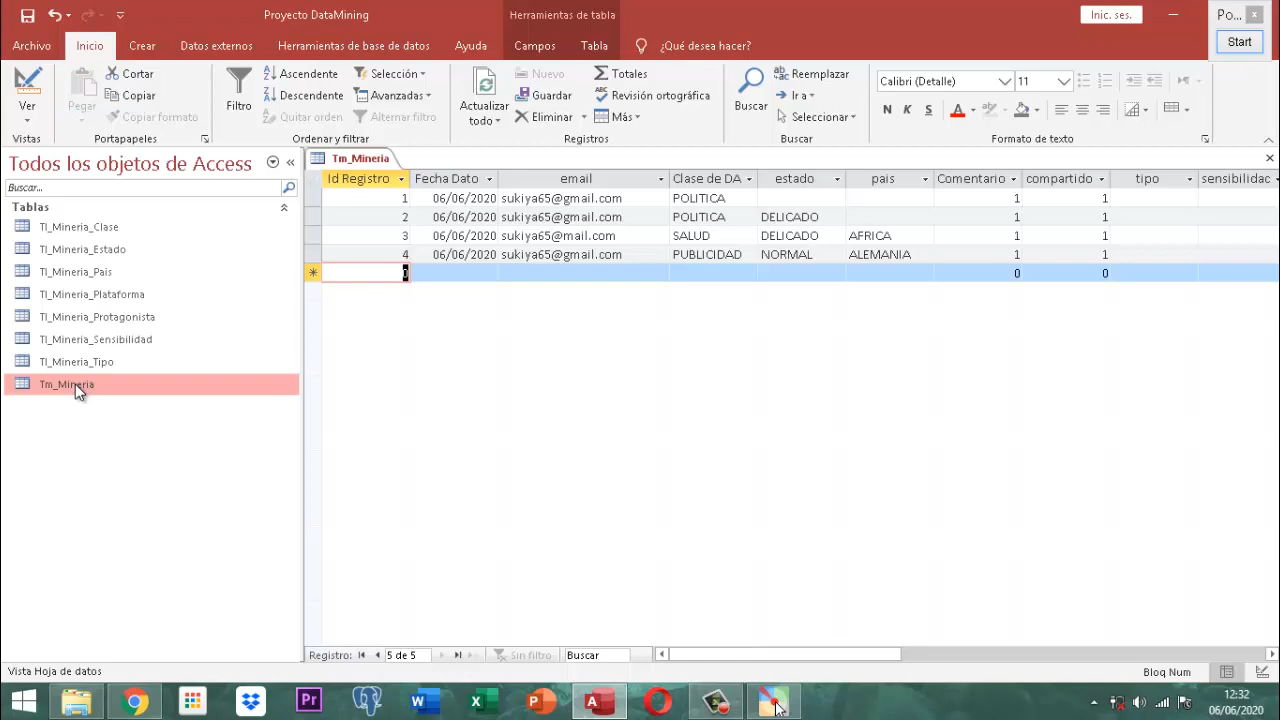 Proyecto DataMining
Herramientas de tabla
Inic. ses.
Po...
Start
Archivo Inicio Crear Datos externos Herramientas de base de datos Ayuda Campos Tabla ¿Qué desea hacer?
Ver
Vistas
Pegar
Cortar
Copiar
Copiar formato
Portapapeles
Filtro
Ascendente
Descendente
Quitar orden
Selección
Avanzadas
Alternar filtro
Ordenar y filtrar
Actualizar todo
Nuevo
Guardar
Eliminar
Totales
Revisión ortográfica
Más
Registros
Buscar
Reemplazar
Ir a
Seleccionar
Buscar
Calibri (Detalle) 11
N K S A
Formato de texto
Todos los objetos de Access
Buscar...
Tablas
Tl_Mineria_Clase
Tl_Mineria_Estado
Tl_Mineria_Pais
Tl_Mineria_Plataforma
Tl_Mineria_Protagonista
Tl_Mineria_Sensibilidad
Tl_Mineria_Tipo
Tm_Mineria
Tm_Mineria
Id Registro Fecha Dato email Clase de DA estado pais Comentario compartido tipo sensibilidac
1 06/06/2020 sukiya65@gmail.com POLITICA 1 1
2 06/06/2020 sukiya65@gmail.com POLITICA DELICADO 1 1
3 06/06/2020 sukiya65@mail.com SALUD DELICADO AFRICA 1 1
4 06/06/2020 sukiya65@gmail.com PUBLICIDAD NORMAL ALEMANIA 1 1
0 0 0
Registro: 5 de 5 Sin filtro Buscar
Vista Hoja de datos
Bloq Num
Pr
12:32
06/06/2020